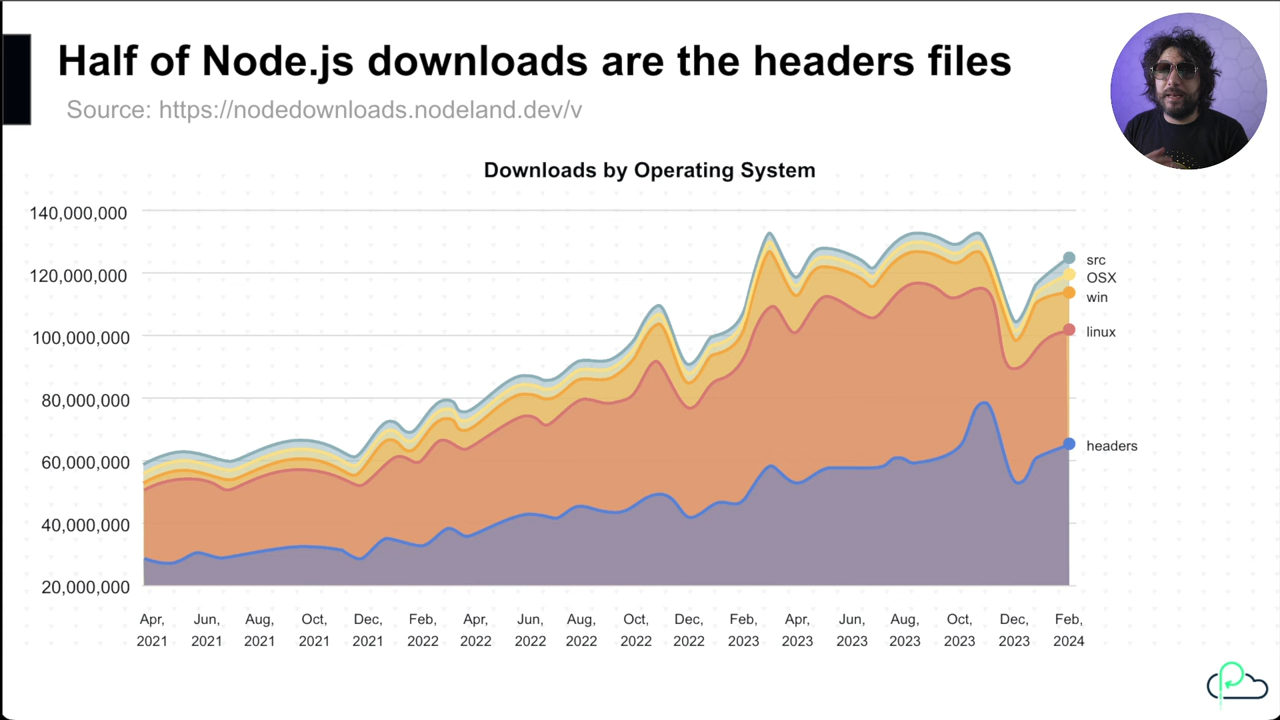 Half of Node.js downloads are the headers files
Source: https://nodedownloads.nodeland.dev/v
Downloads by Operating System
140,000,000
120,000,000
100,000,000
80,000,000
60,000,000
40,000,000
20,000,000
src
OSX
win
linux
headers
Apr, 2021
Jun, 2021
Aug, 2021
Oct, 2021
Dec, 2021
Feb, 2022
Apr, 2022
Jun, 2022
Aug, 2022
Oct, 2022
Dec, 2022
Feb, 2023
Apr, 2023
Jun, 2023
Aug, 2023
Oct, 2023
Dec, 2023
Feb, 2024